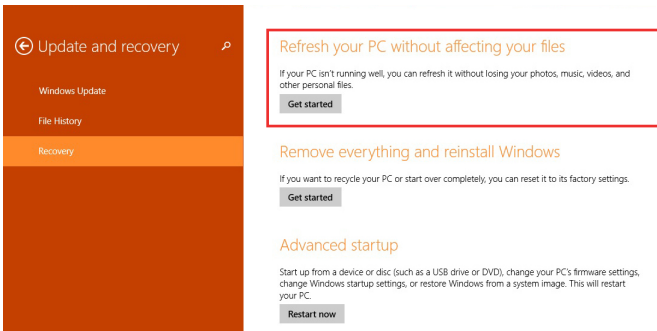 Update and recovery
Windows Update
File History
Recovery
Refresh your PC without affecting your files
If your PC isn't running well, you can refresh it without losing your photos, music, videos, and
other personal files.
Get started
Remove everything and reinstall Windows
If you want to recycle your PC or start over completely, you can reset it to its factory settings.
Get started
Advanced startup
Start up from a device or disc (such as a USB drive or DVD), change your PC's firmware settings,
change Windows startup settings, or restore Windows from a system image. This will restart
your PC.
Restart now